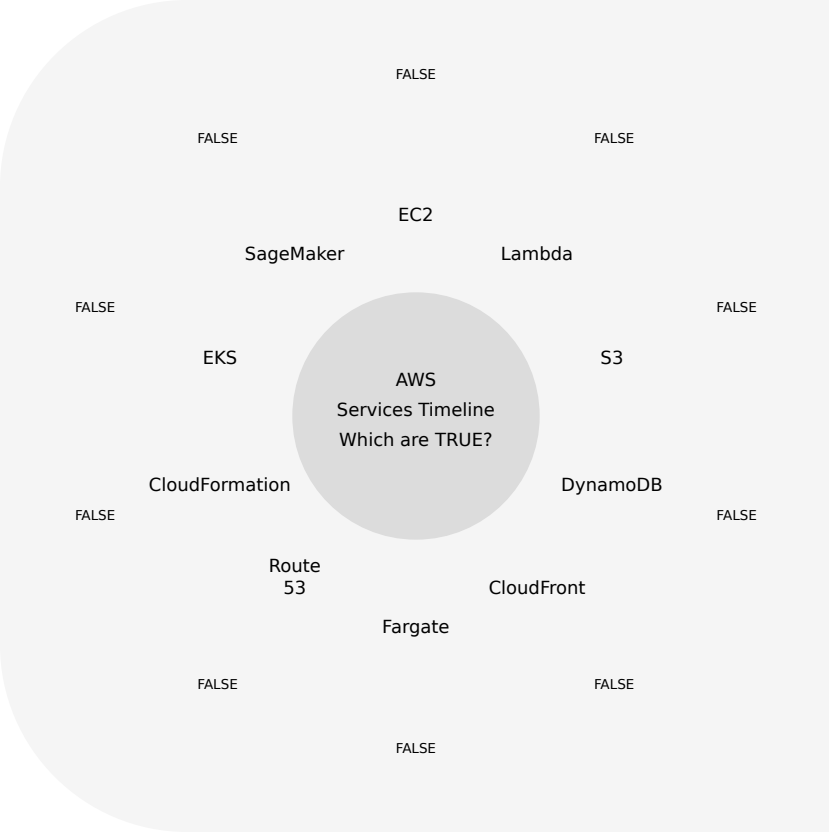 FALSE
FALSE
FALSE
EC2
SageMaker
Lambda
FALSE
FALSE
EKS
S3
AWS
Services Timeline
Which are TRUE?
CloudFormation
DynamoDB
FALSE
FALSE
Route
53
CloudFront
Fargate
FALSE
FALSE
FALSE